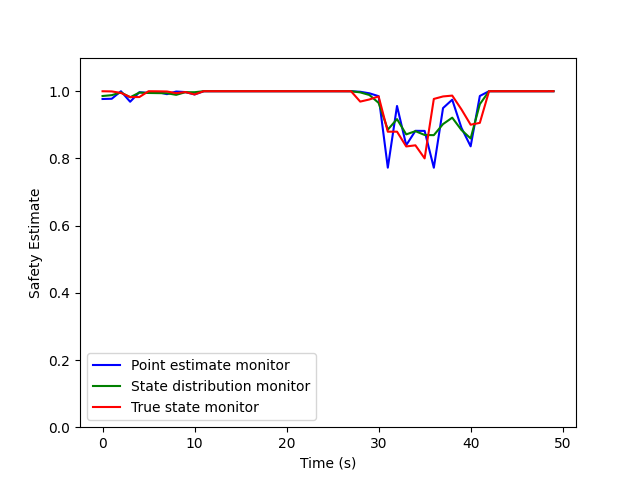 1.0
0.8
0.6
0.4
0.2
0.0
Safety Estimate
Point estimate monitor
State distribution monitor
True state monitor
0 10 20 30 40 50
Time (s)